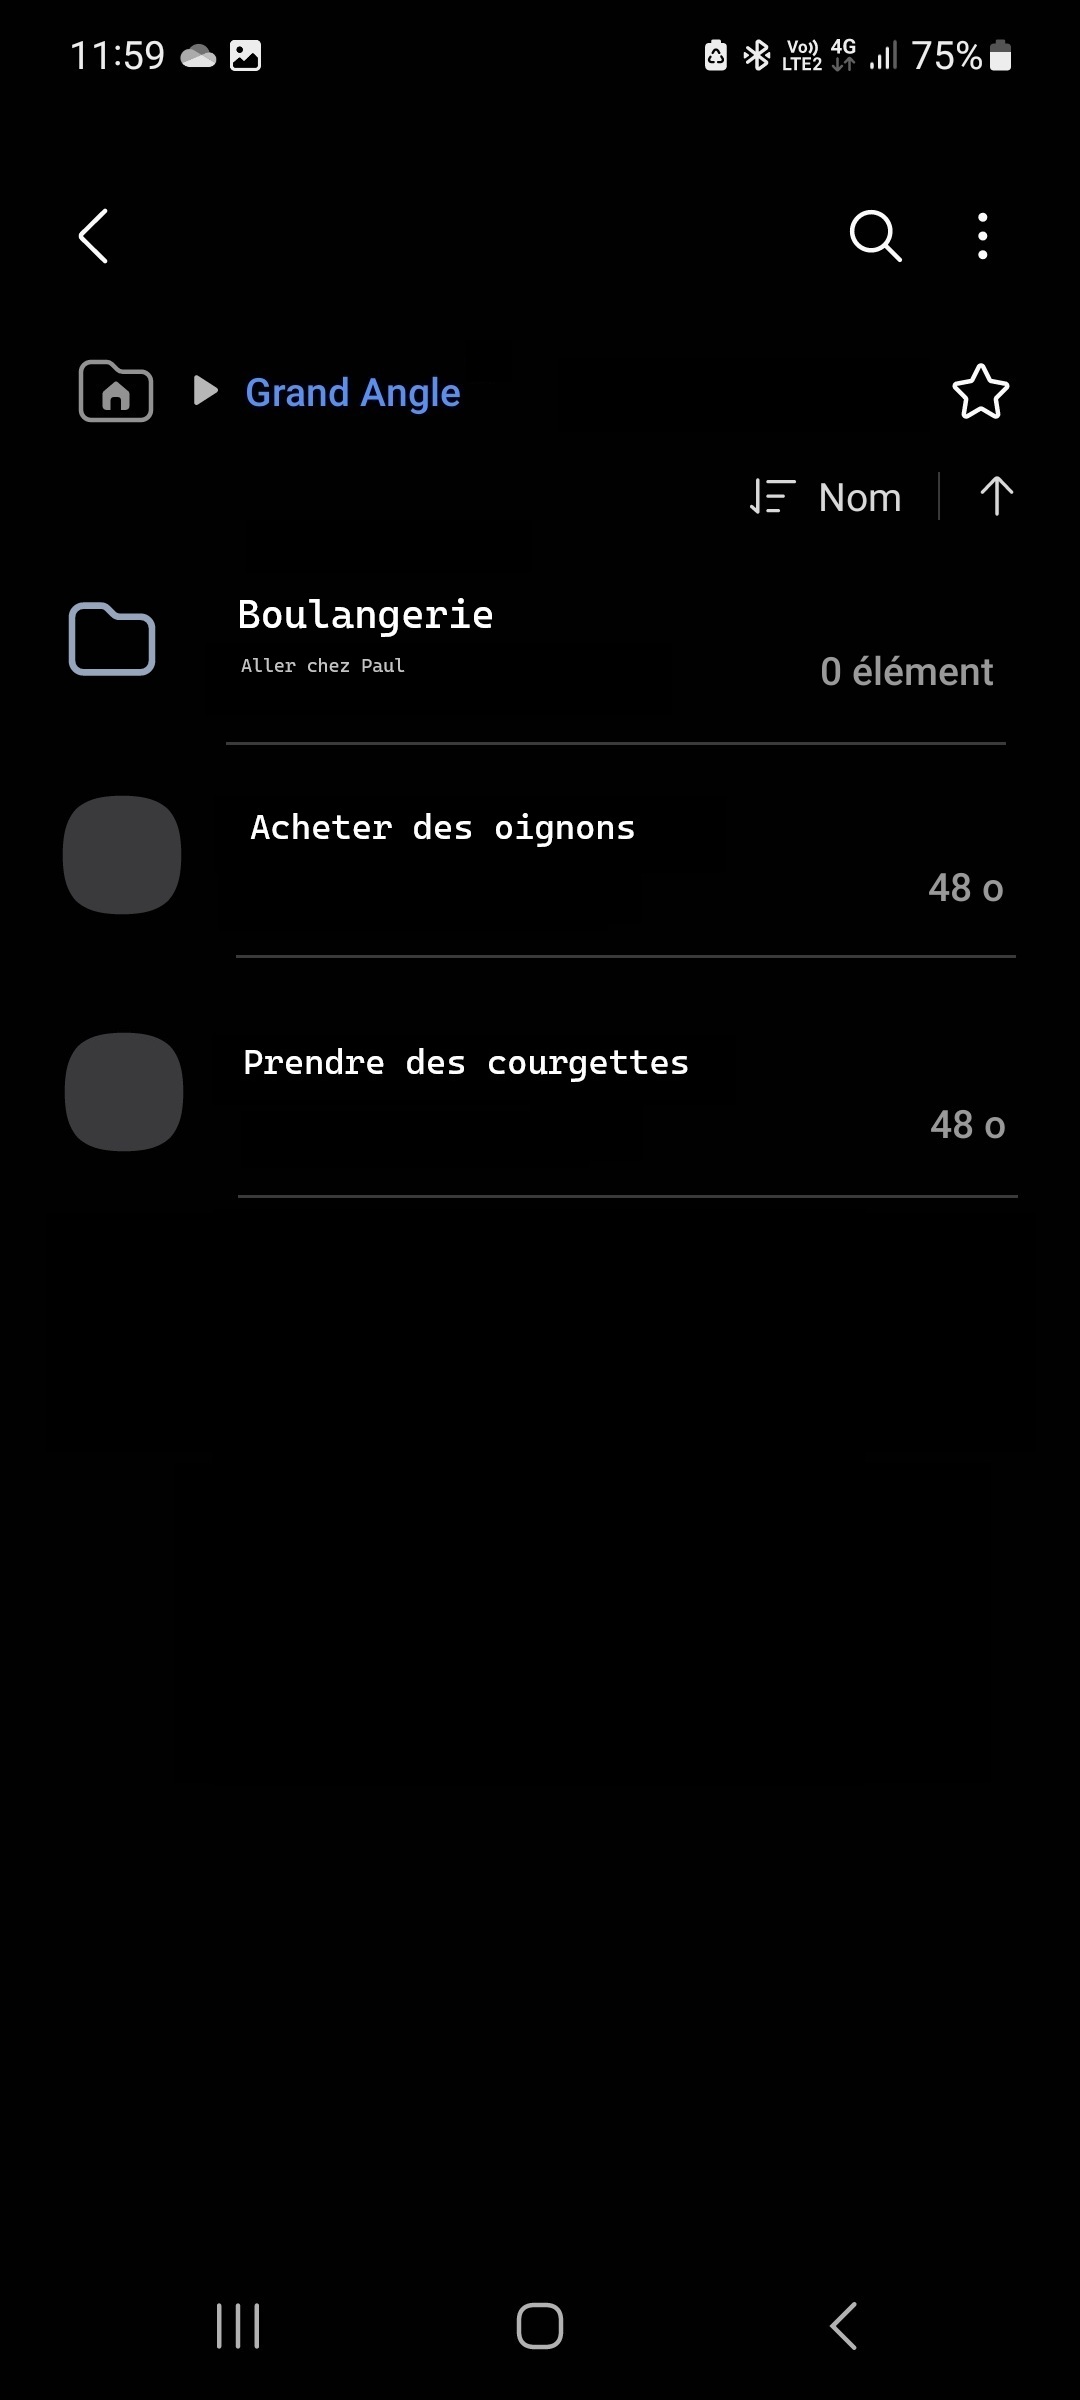 11:59
Vo)) LTE2 4G 75%
Grand Angle
Nom
Boulangerie
Aller chez Paul
0 élément
Acheter des oignons
48 o
Prendre des courgettes
48 o